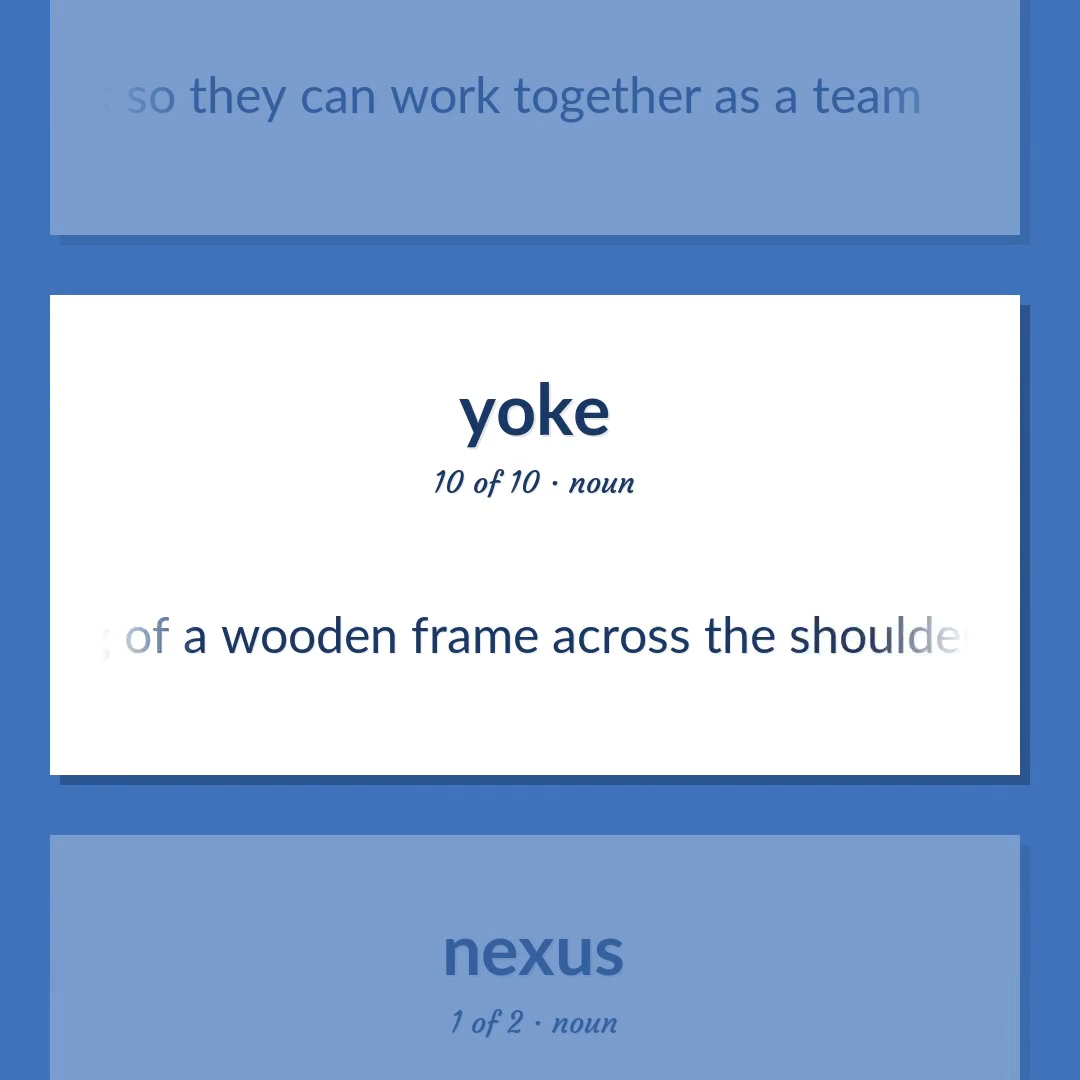 so they can work together as a team
yoke
10 of 10 · noun
of a wooden frame across the shoulde
nexus
1 of 2 · noun